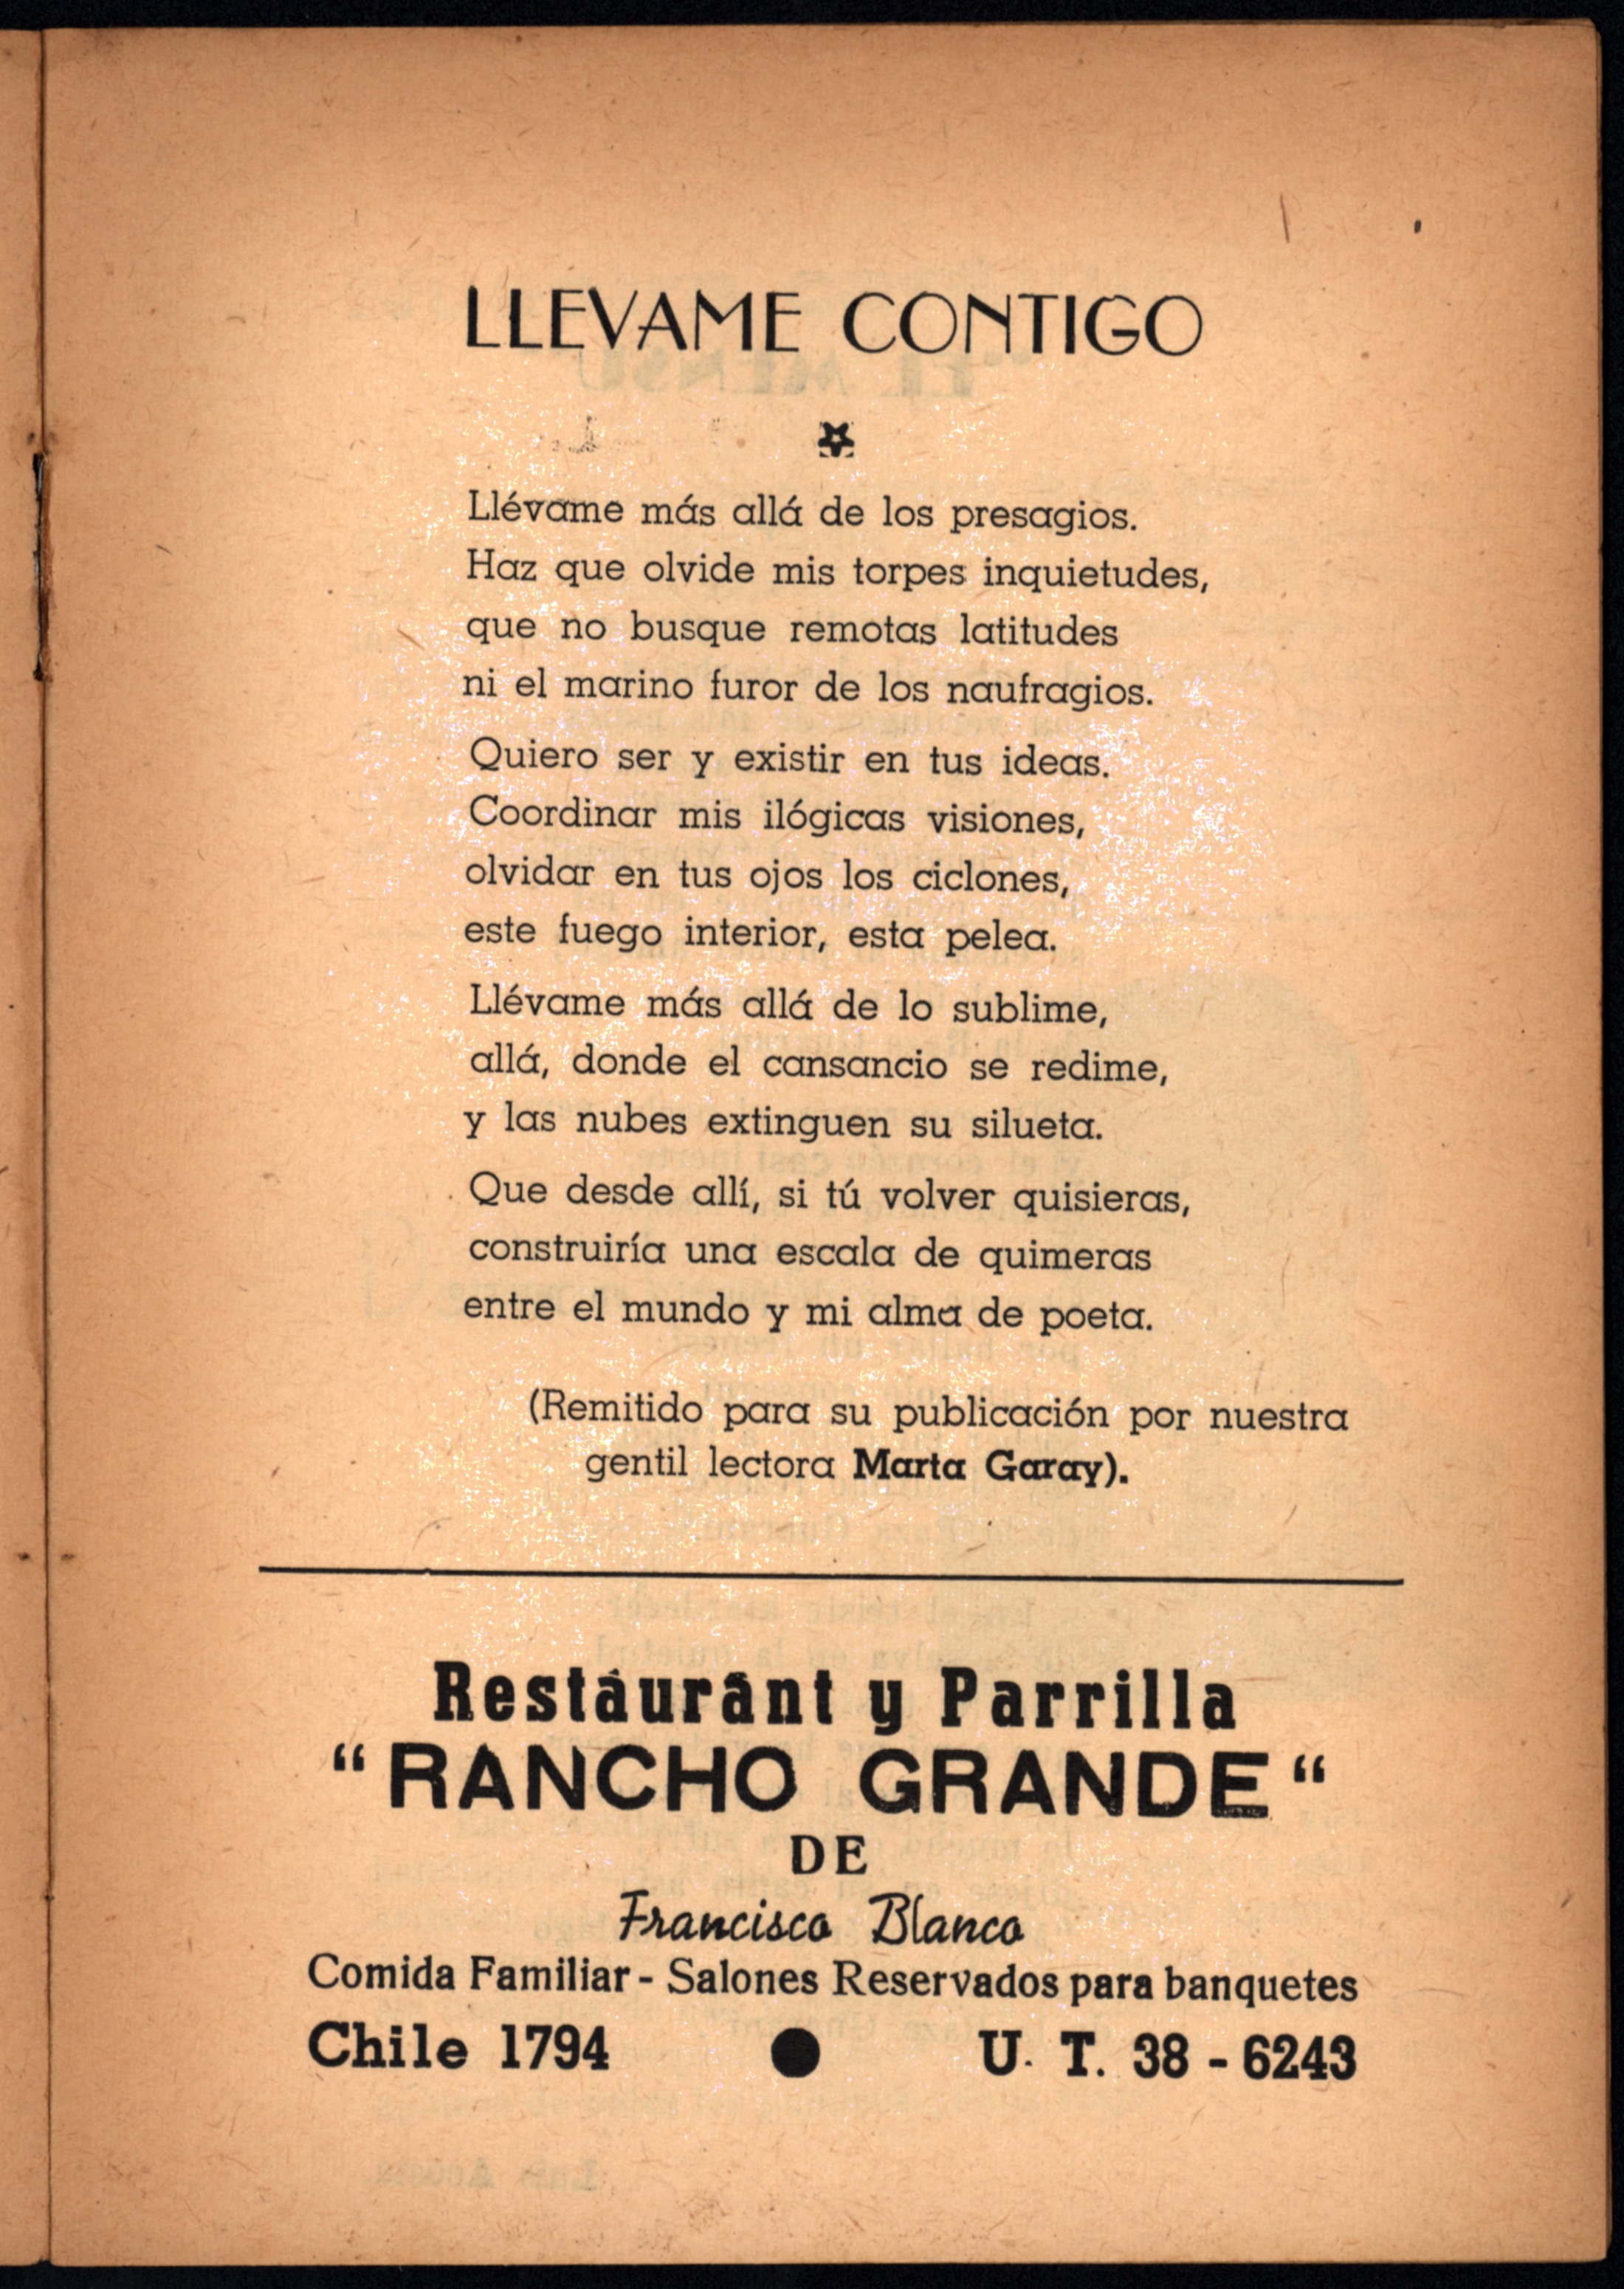 LLEVAME CONTIGO
Llévame más allá de los presagios.
Haz que olvide mis torpes inquietudes,
que no busque remotas latitudes
ni el marino furor de los naufragios.
Quiero ser y existir en tus ideas.
Coordinar mis ilógicas visiones,
olvidar en tus ojos los ciclones,
este fuego interior, esta pelea.
Llévame más allá de lo sublime,
allá, donde el cansancio se redime,
y las nubes extinguen su silueta.
Que desde allí, si tú volver quisieras,
construiría una escala de quimeras
entre el mundo y mi alma de poeta.
(Remitido para su publicación por nuestra
gentil lectora Marta Garay).
Restaurant y Parrilla
“RANCHO GRANDE“
DE
Francisco Blanco
Comida Familiar - Salones Reservados para banquetes
Chile 1794 ● U. T. 38 - 6243